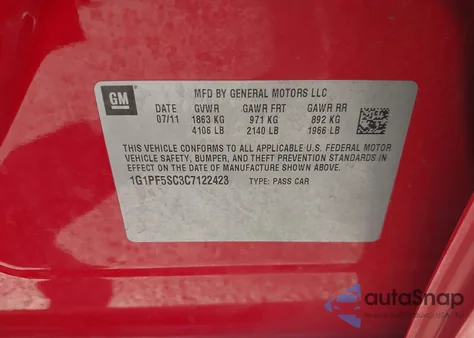 GM
MFD BY GENERAL MOTORS LLC
DATE GVWR GAWR FRT GAWR RR
07/11 1863 KG 971 KG 892 KG
4106 LB 2140 LB 1966 LB
THIS VEHICLE CONFORMS TO ALL APPLICABLE U.S. FEDERAL MOTOR
VEHICLE SAFETY, BUMPER, AND THEFT PREVENTION STANDARDS IN
EFFECT ON THE DATE OF MANUFACTURE SHOWN ABOVE.
1G1PF5SC3C7122423 TYPE: PASS CAR
autoSnap